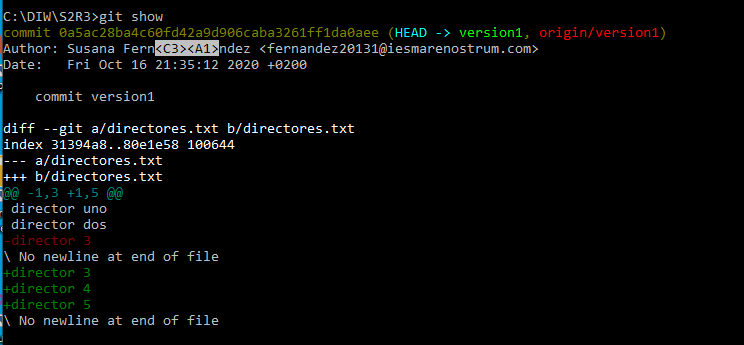 C:\DIW\S2R3>git show
commit 0a5ac28ba4c60fd42a9d906caba3261ff1da0aee (HEAD -> version1, origin/version1)
Author: Susana Fern<C3><A1>ndez <fernandez20131@iesmarenostrum.com>
Date:   Fri Oct 16 21:35:12 2020 +0200
    commit version1
diff --git a/directores.txt b/directores.txt
index 31394a8..80e1e58 100644
--- a/directores.txt
+++ b/directores.txt
@@ -1,3 +1,5 @@
 director uno
 director dos
-director 3
\ No newline at end of file
+director 3
+director 4
+director 5
\ No newline at end of file